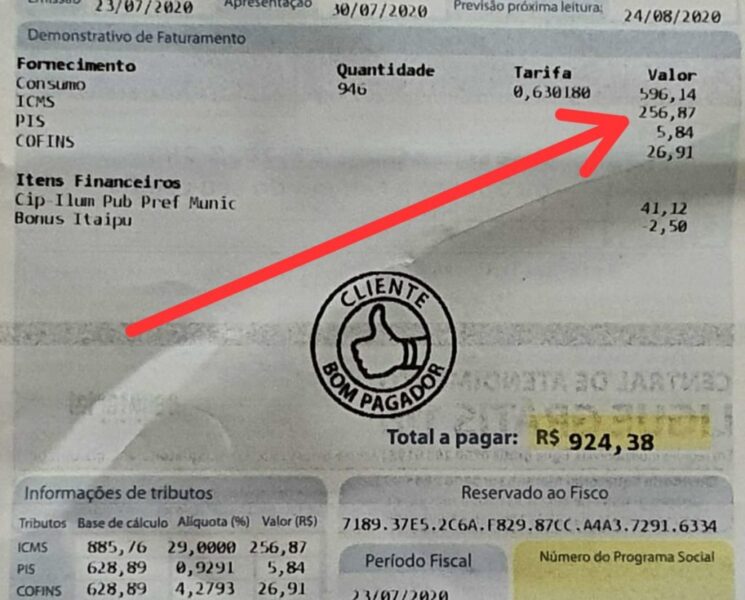 Emissão 23/07/2020 Apresentação 30/07/2020 Previsão próxima leitura: 24/08/2020
Demonstrativo de Faturamento
Fornecimento Quantidade Tarifa Valor
Consumo 946 0,630180 596,14
ICMS 256,87
PIS 5,84
COFINS 26,91
Itens Financeiros
Cip Ilum Pub Pref Munic 41,12
Bonus Itaipu -2,50
CLIENTE
BOM PAGADOR
Total a pagar: R$ 924,38
Informações de tributos
Tributos Base de cálculo Alíquota (%) Valor (R$)
ICMS 885,76 29,0000 256,87
PIS 628,89 0,9291 5,84
COFINS 628,89 4,2793 26,91
Reservado ao Fisco
7189.37E5.2C6A.F829.87CC.A4A3.7291.6334
Período Fiscal
23/07/2020
Número do Programa Social